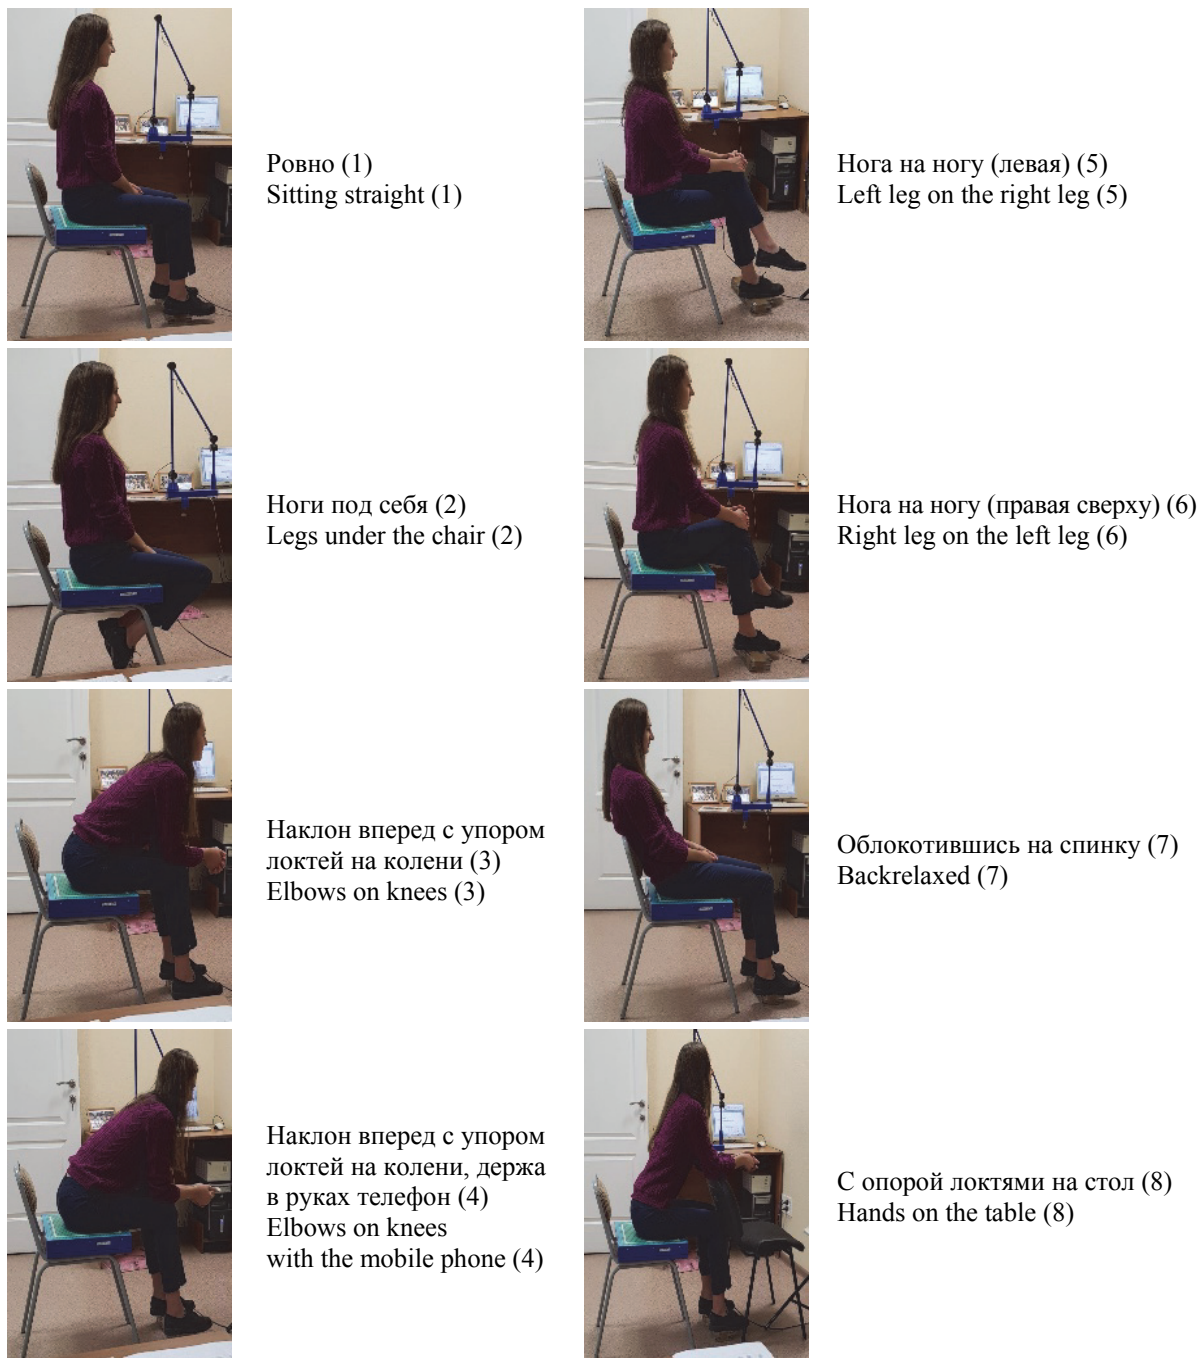 Ровно (1)
Sitting straight (1)
Ноги под себя (2)
Legs under the chair (2)
Наклон вперед с упором
локтей на колени (3)
Elbows on knees (3)
Наклон вперед с упором
локтей на колени, держа
в руках телефон (4)
Elbows on knees
with the mobile phone (4)
Нога на ногу (левая) (5)
Left leg on the right leg (5)
Нога на ногу (правая сверху) (6)
Right leg on the left leg (6)
Облокотившись на спинку (7)
Backrelaxed (7)
С опорой локтями на стол (8)
Hands on the table (8)